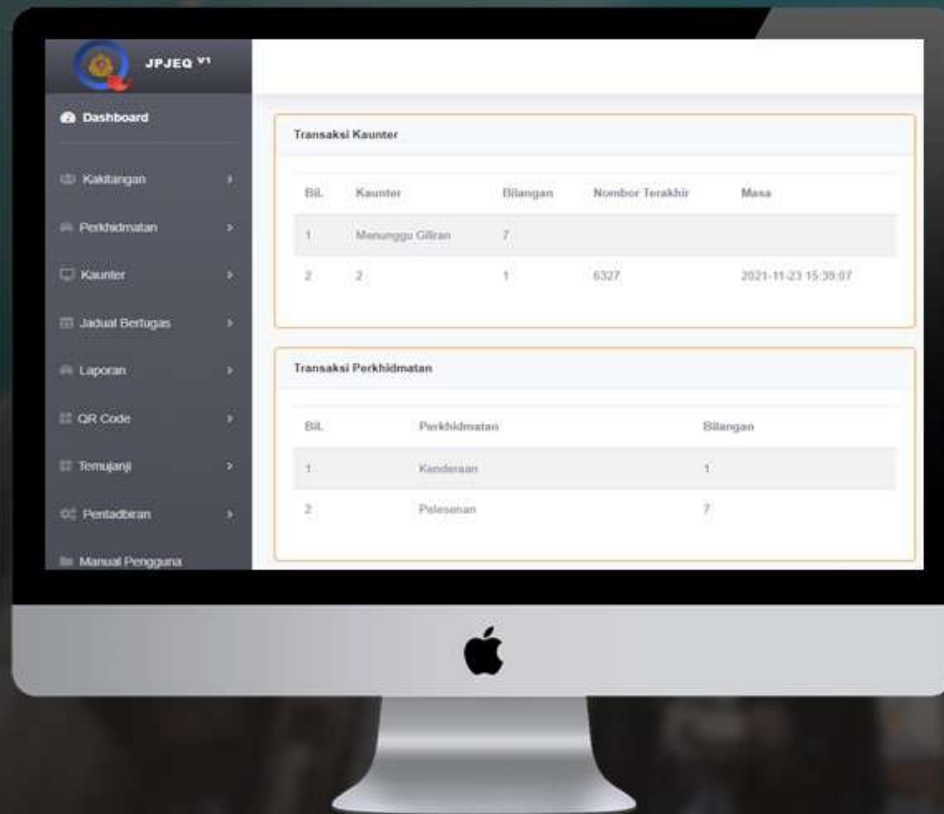 JPJEQ V1
Dashboard
Kakitangan
Perkhidmatan
Kaunter
Jadual Bertugas
Laporan
QR Code
Temujanji
Pentadbiran
Manual Pengguna
Transaksi Kaunter
Bil. Kaunter Bilangan Nombor Terakhir Masa
1 Menunggu Giliran 7
2 2 1 6327 2021-11-23 15:39:07
Transaksi Perkhidmatan
Bil. Perkhidmatan Bilangan
1 Kenderaan 1
2 Pelesenan 7